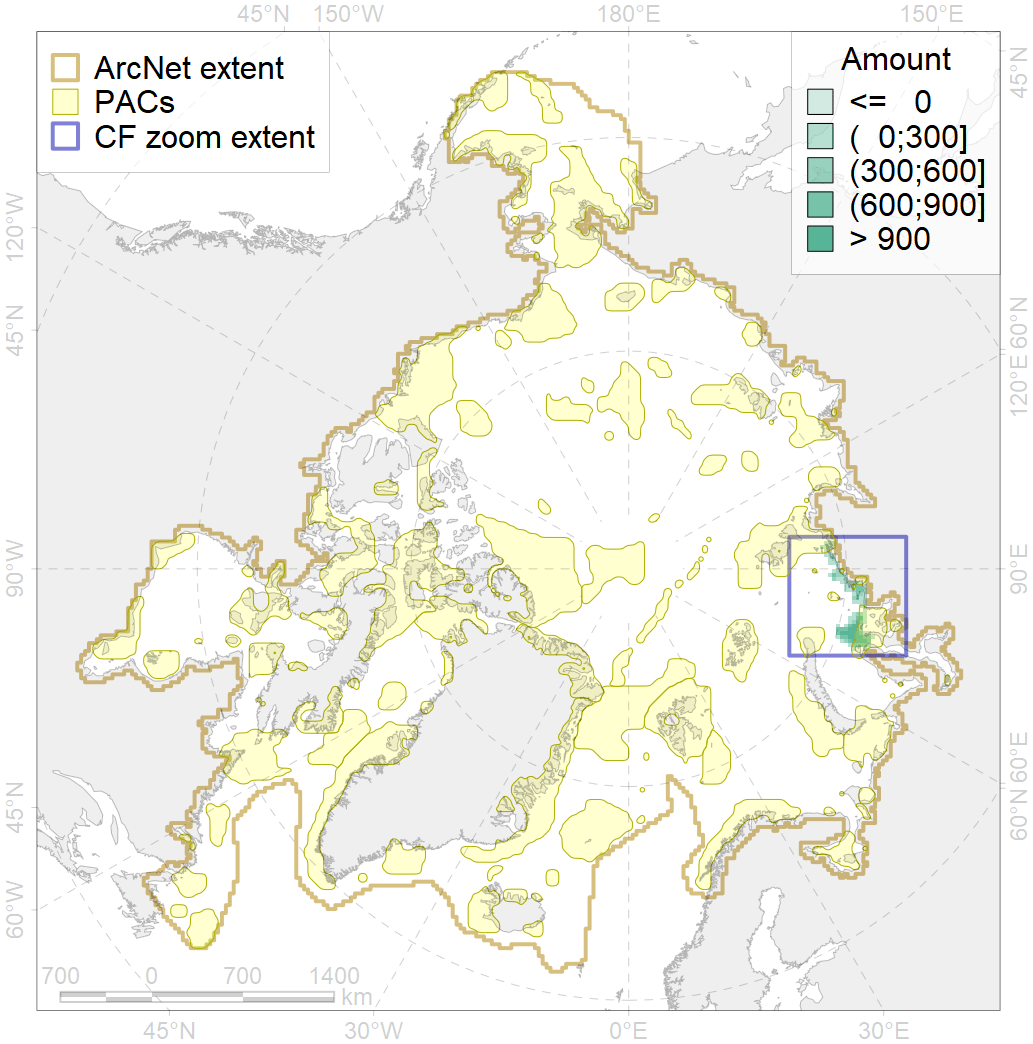 45°N 150°W 180°E 150°E
ArcNet extent
PACs
CF zoom extent
Amount
<= 0
( 0;300]
(300;600]
(600;900]
> 900
45°N
120°W
60°N
45°N
120°E
90°W
90°E
60°E
45°N
60°N
60°W
700 0 700 1400
km
45°N 30°W 0°E 30°E